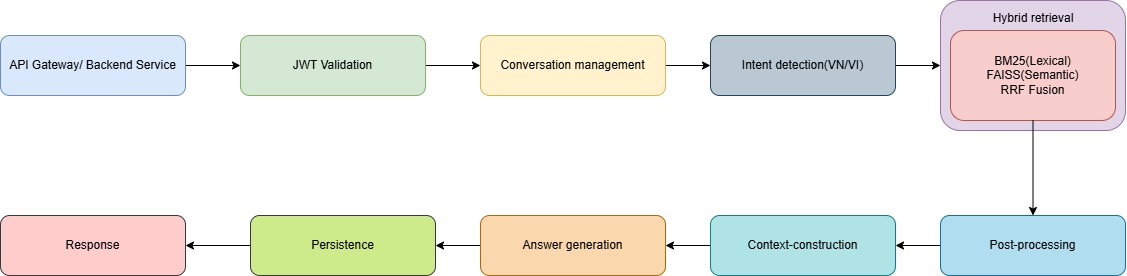 Hybrid retrieval
API Gateway/ Backend Service
JWT Validation
Conversation management
Intent detection(VN/VI)
BM25(Lexical)
FAISS(Semantic)
RRF Fusion
Response
Persistence
Answer generation
Context-construction
Post-processing